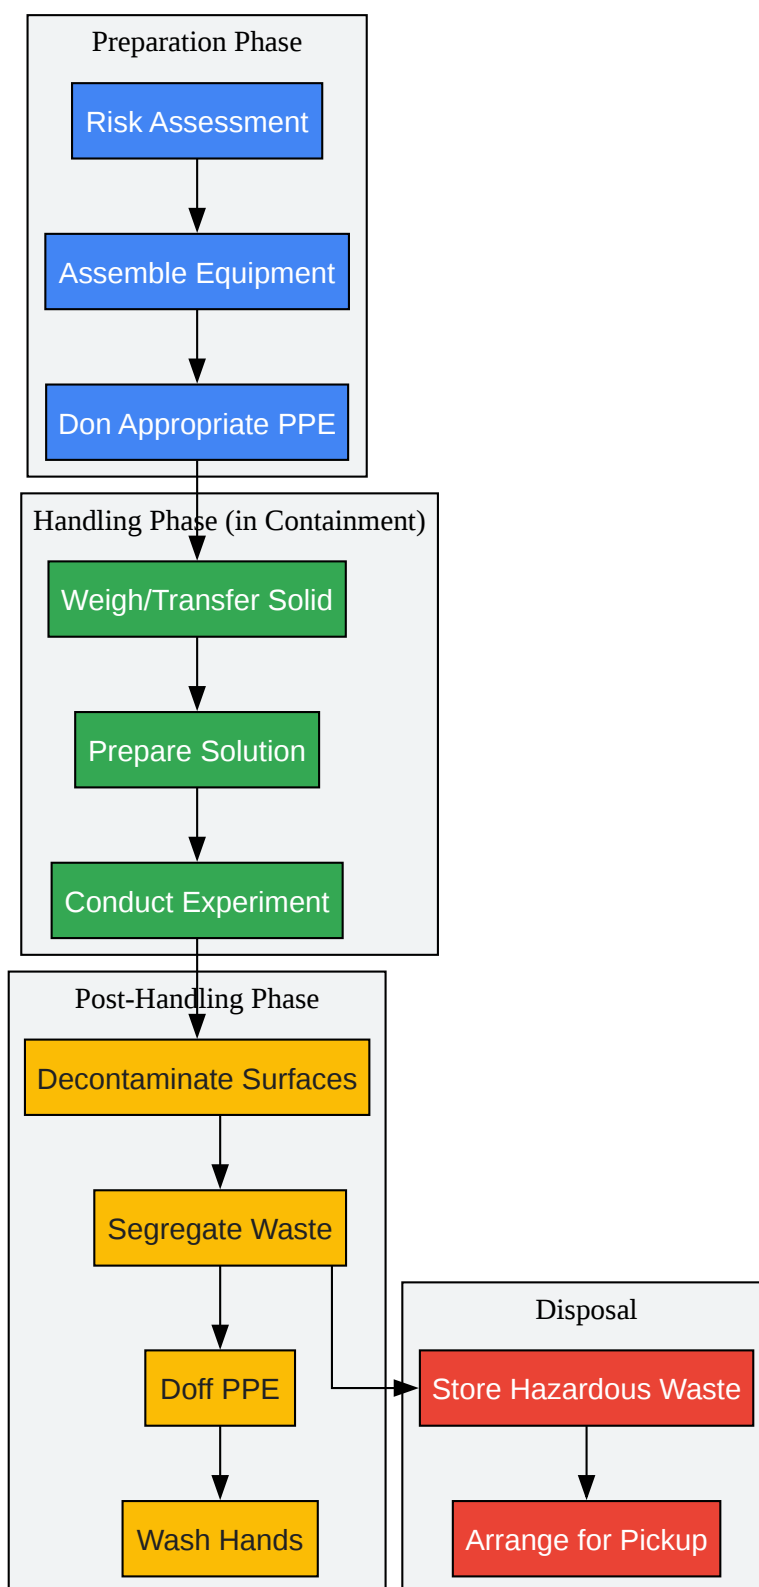 Preparation Phase
Risk Assessment
Assemble Equipment
Don Appropriate PPE
Handling Phase (in Containment)
Weigh/Transfer Solid
Prepare Solution
Conduct Experiment
Post-Handling Phase
Decontaminate Surfaces
Segregate Waste
Doff PPE
Wash Hands
Disposal
Store Hazardous Waste
Arrange for Pickup